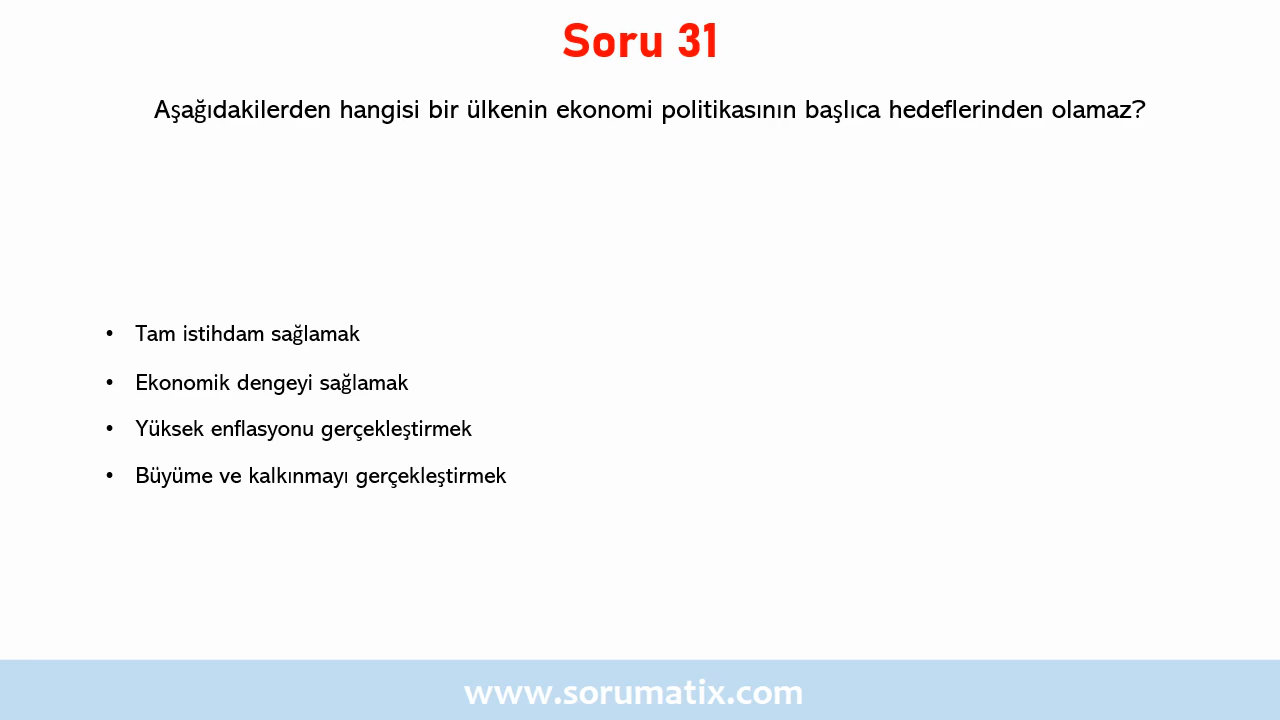 Soru 31
Aşağıdakilerden hangisi bir ülkenin ekonomi politikasının başlıca hedeflerinden olamaz?
• Tam istihdam sağlamak
• Ekonomik dengeyi sağlamak
• Yüksek enflasyonu gerçekleştirmek
• Büyüme ve kalkınmayı gerçekleştirmek
www.sorumatix.com